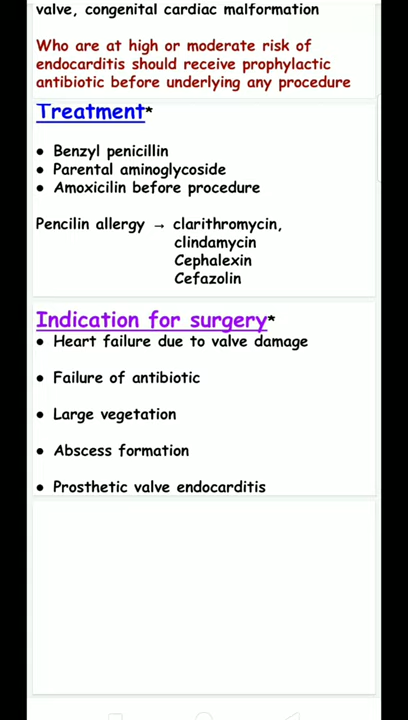 valve, congenital cardiac malformation
Who are at high or moderate risk of
endocarditis should receive prophylactic
antibiotic before underlying any procedure
Treatment*
● Benzyl penicillin
● Parental aminoglycoside
● Amoxicilin before procedure
Pencilin allergy → clarithromycin,
clindamycin
Cephalexin
Cefazolin
Indication for surgery*
● Heart failure due to valve damage
● Failure of antibiotic
● Large vegetation
● Abscess formation
● Prosthetic valve endocarditis